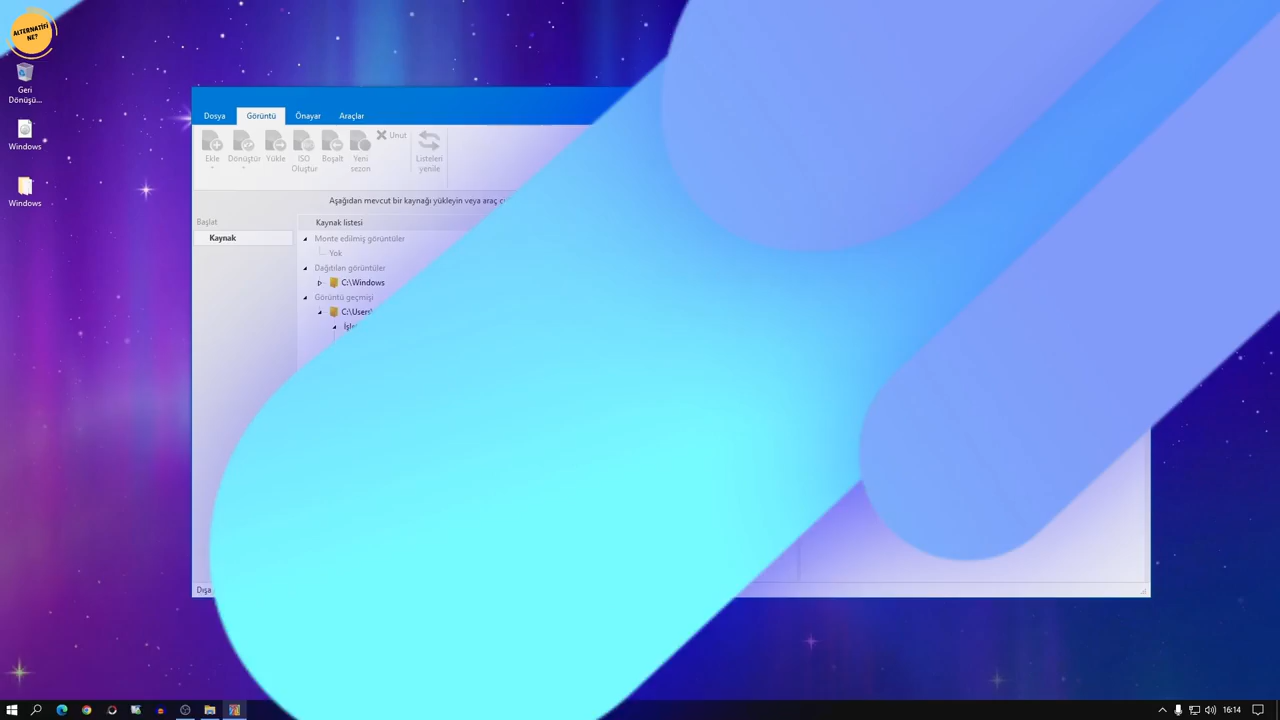 ALTERNATİFİ
NE?
Geri
Dönüşü...
Windows
Windows
Dosya
Görüntü
Önayar
Araçlar
Ekle
Dönüştür
Yükle
ISO
Oluştur
Boşalt
Yeni
sezon
Unut
Listeleri
yenile
Aşağıdan mevcut bir kaynağı yükleyin veya araç
Başlat
Kaynak
Kaynak listesi
Monte edilmiş görüntüler
Yok
Dağıtılan görüntüler
C:\Windows
Görüntü geçmişi
16:14